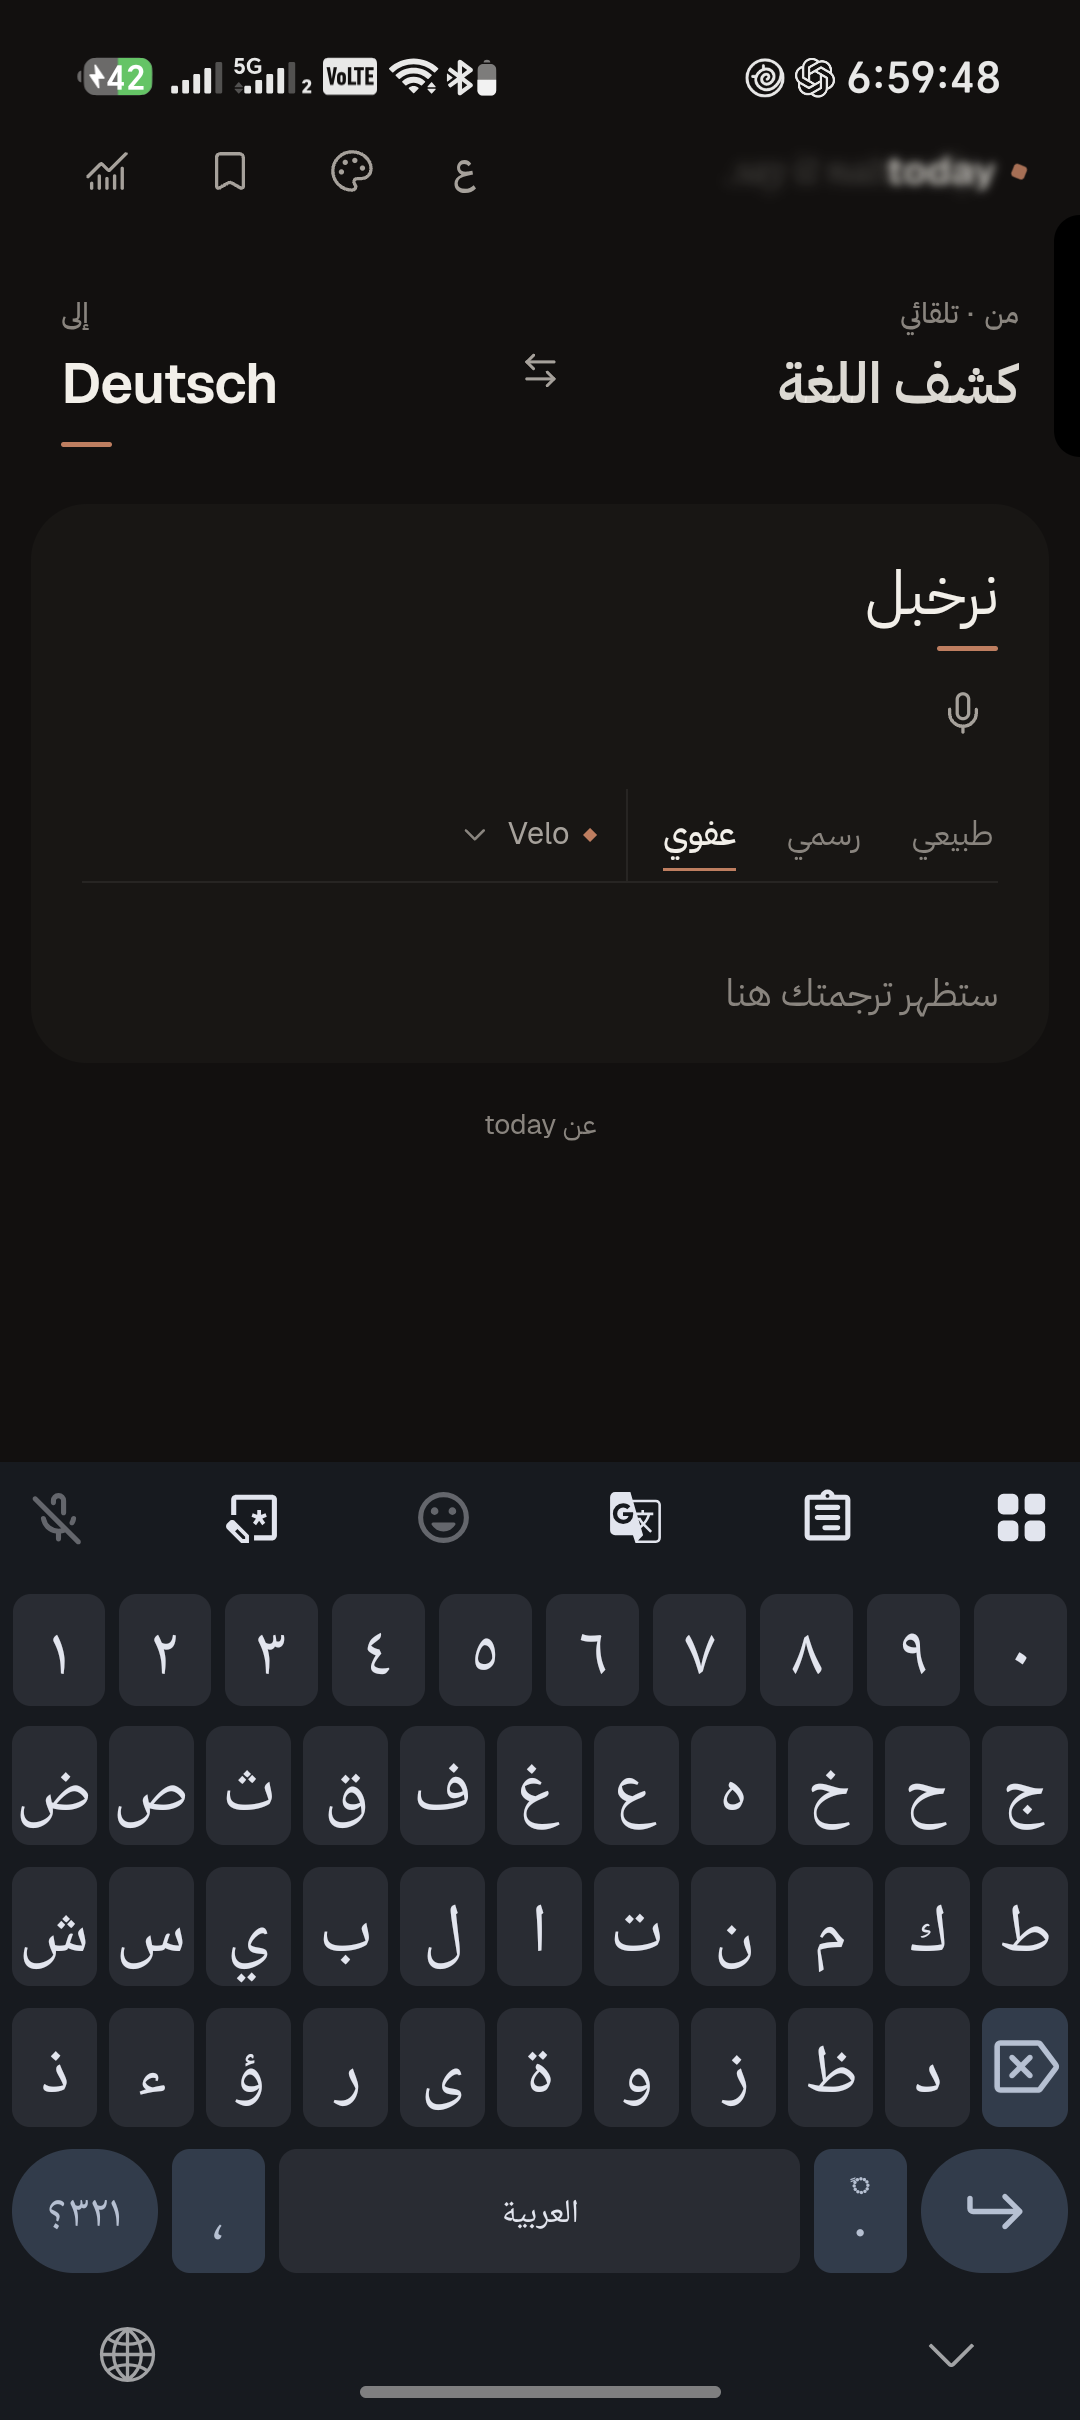 42 5G 2 VoLTE 6:59:48
today ع
من · تلقائي
كشف اللغة
إلى
Deutsch
نرخبل
طبيعي رسمي عفوي Velo
ستظهر ترجمتك هنا
عن today
١ ٢ ٣ ٤ ٥ ٦ ٧ ٨ ٩ ٠
ض ص ث ق ف غ ع ه خ ح ج
ش س ي ب ل ا ت ن م ك ط
ذ ء ؤ ر ى ة و ز ظ د
؟٣٢١ ، العربية .